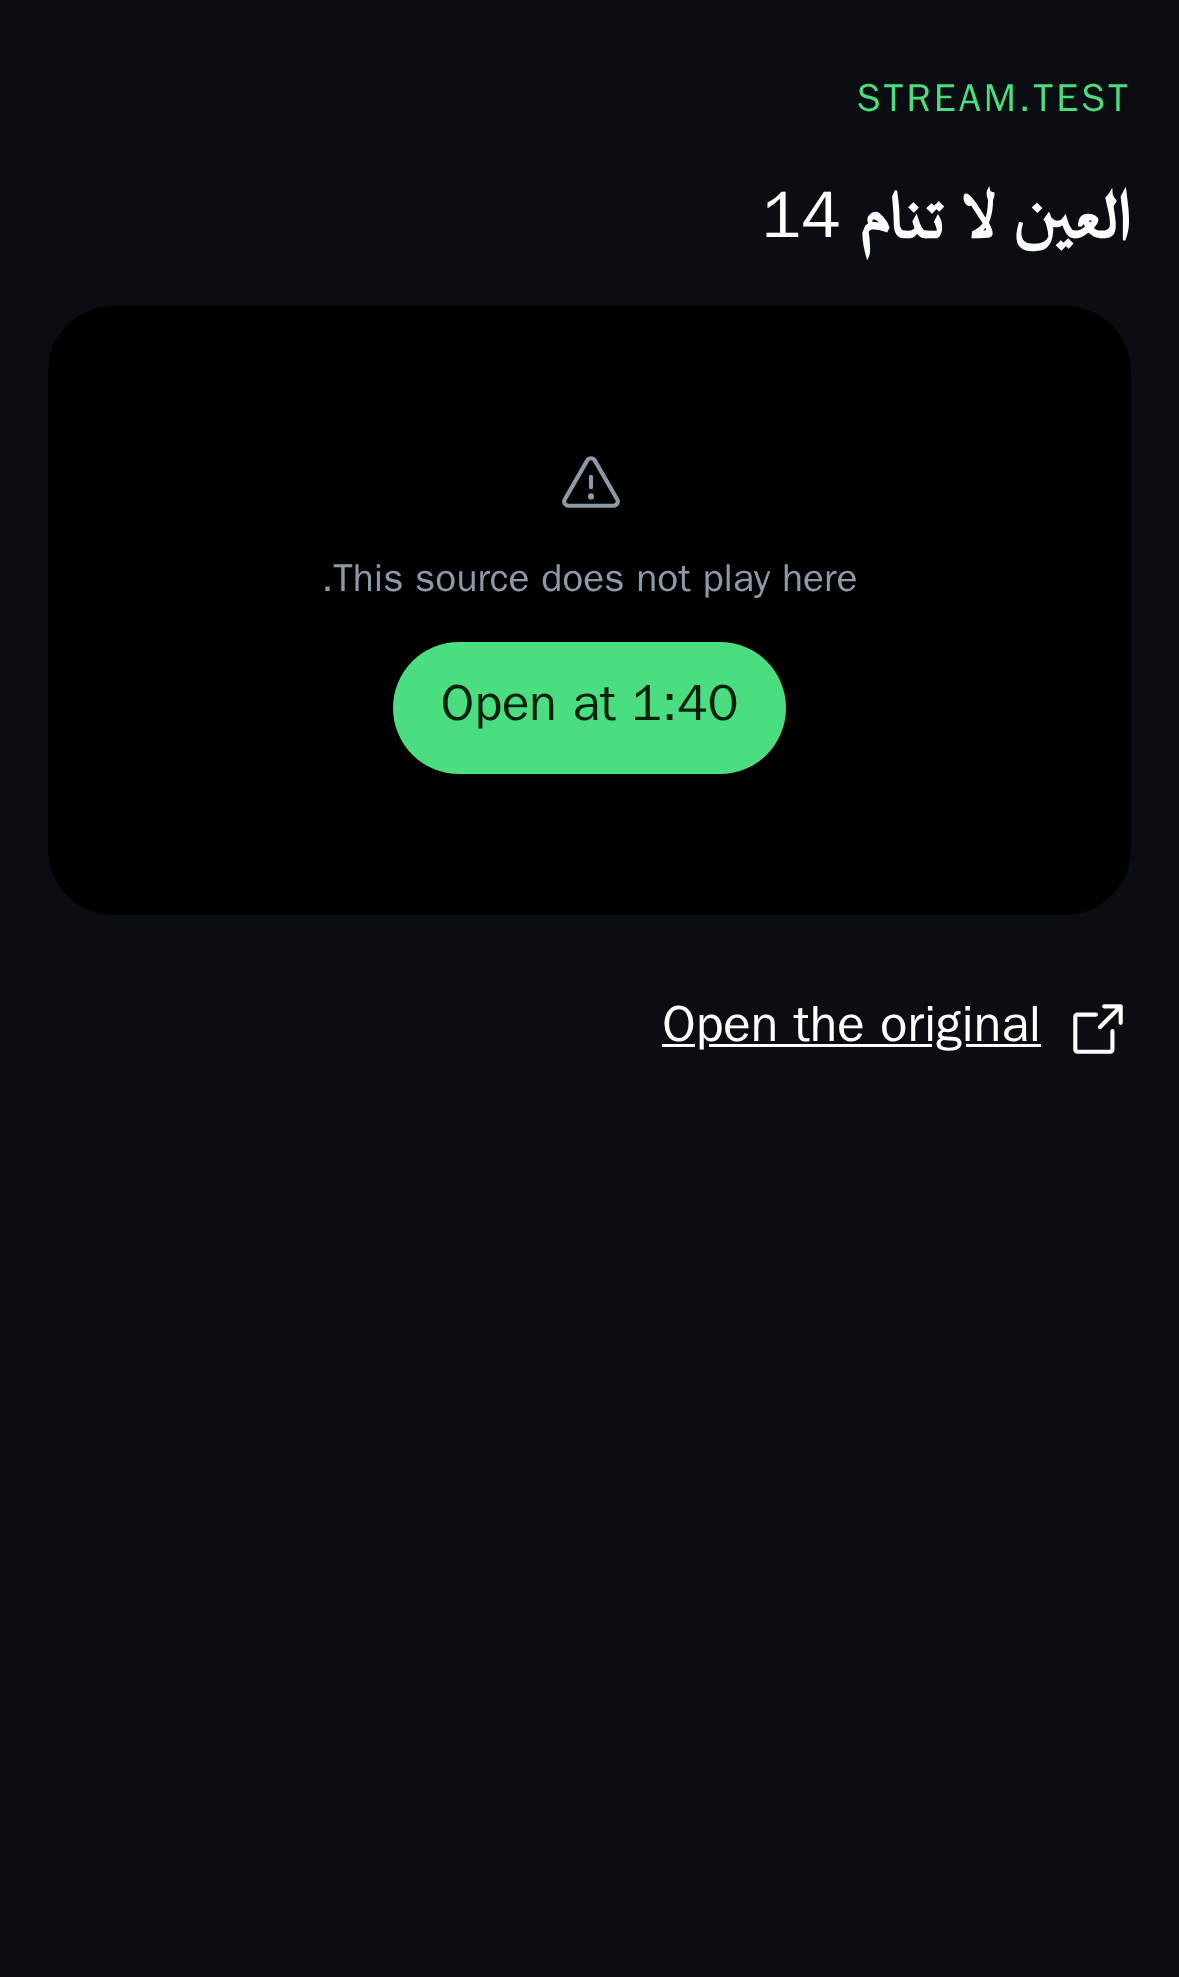 STREAM.TEST
العين لا تنام 14
This source does not play here.
Open at 1:40
Open the original